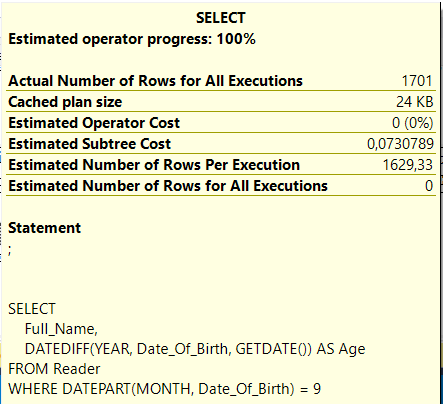 SELECT
Estimated operator progress: 100%
Actual Number of Rows for All Executions 1701
Cached plan size 24 KB
Estimated Operator Cost 0 (0%)
Estimated Subtree Cost 0,0730789
Estimated Number of Rows Per Execution 1629,33
Estimated Number of Rows for All Executions 0
Statement
;
SELECT
Full_Name,
DATEDIFF(YEAR, Date_Of_Birth, GETDATE()) AS Age
FROM Reader
WHERE DATEPART(MONTH, Date_Of_Birth) = 9